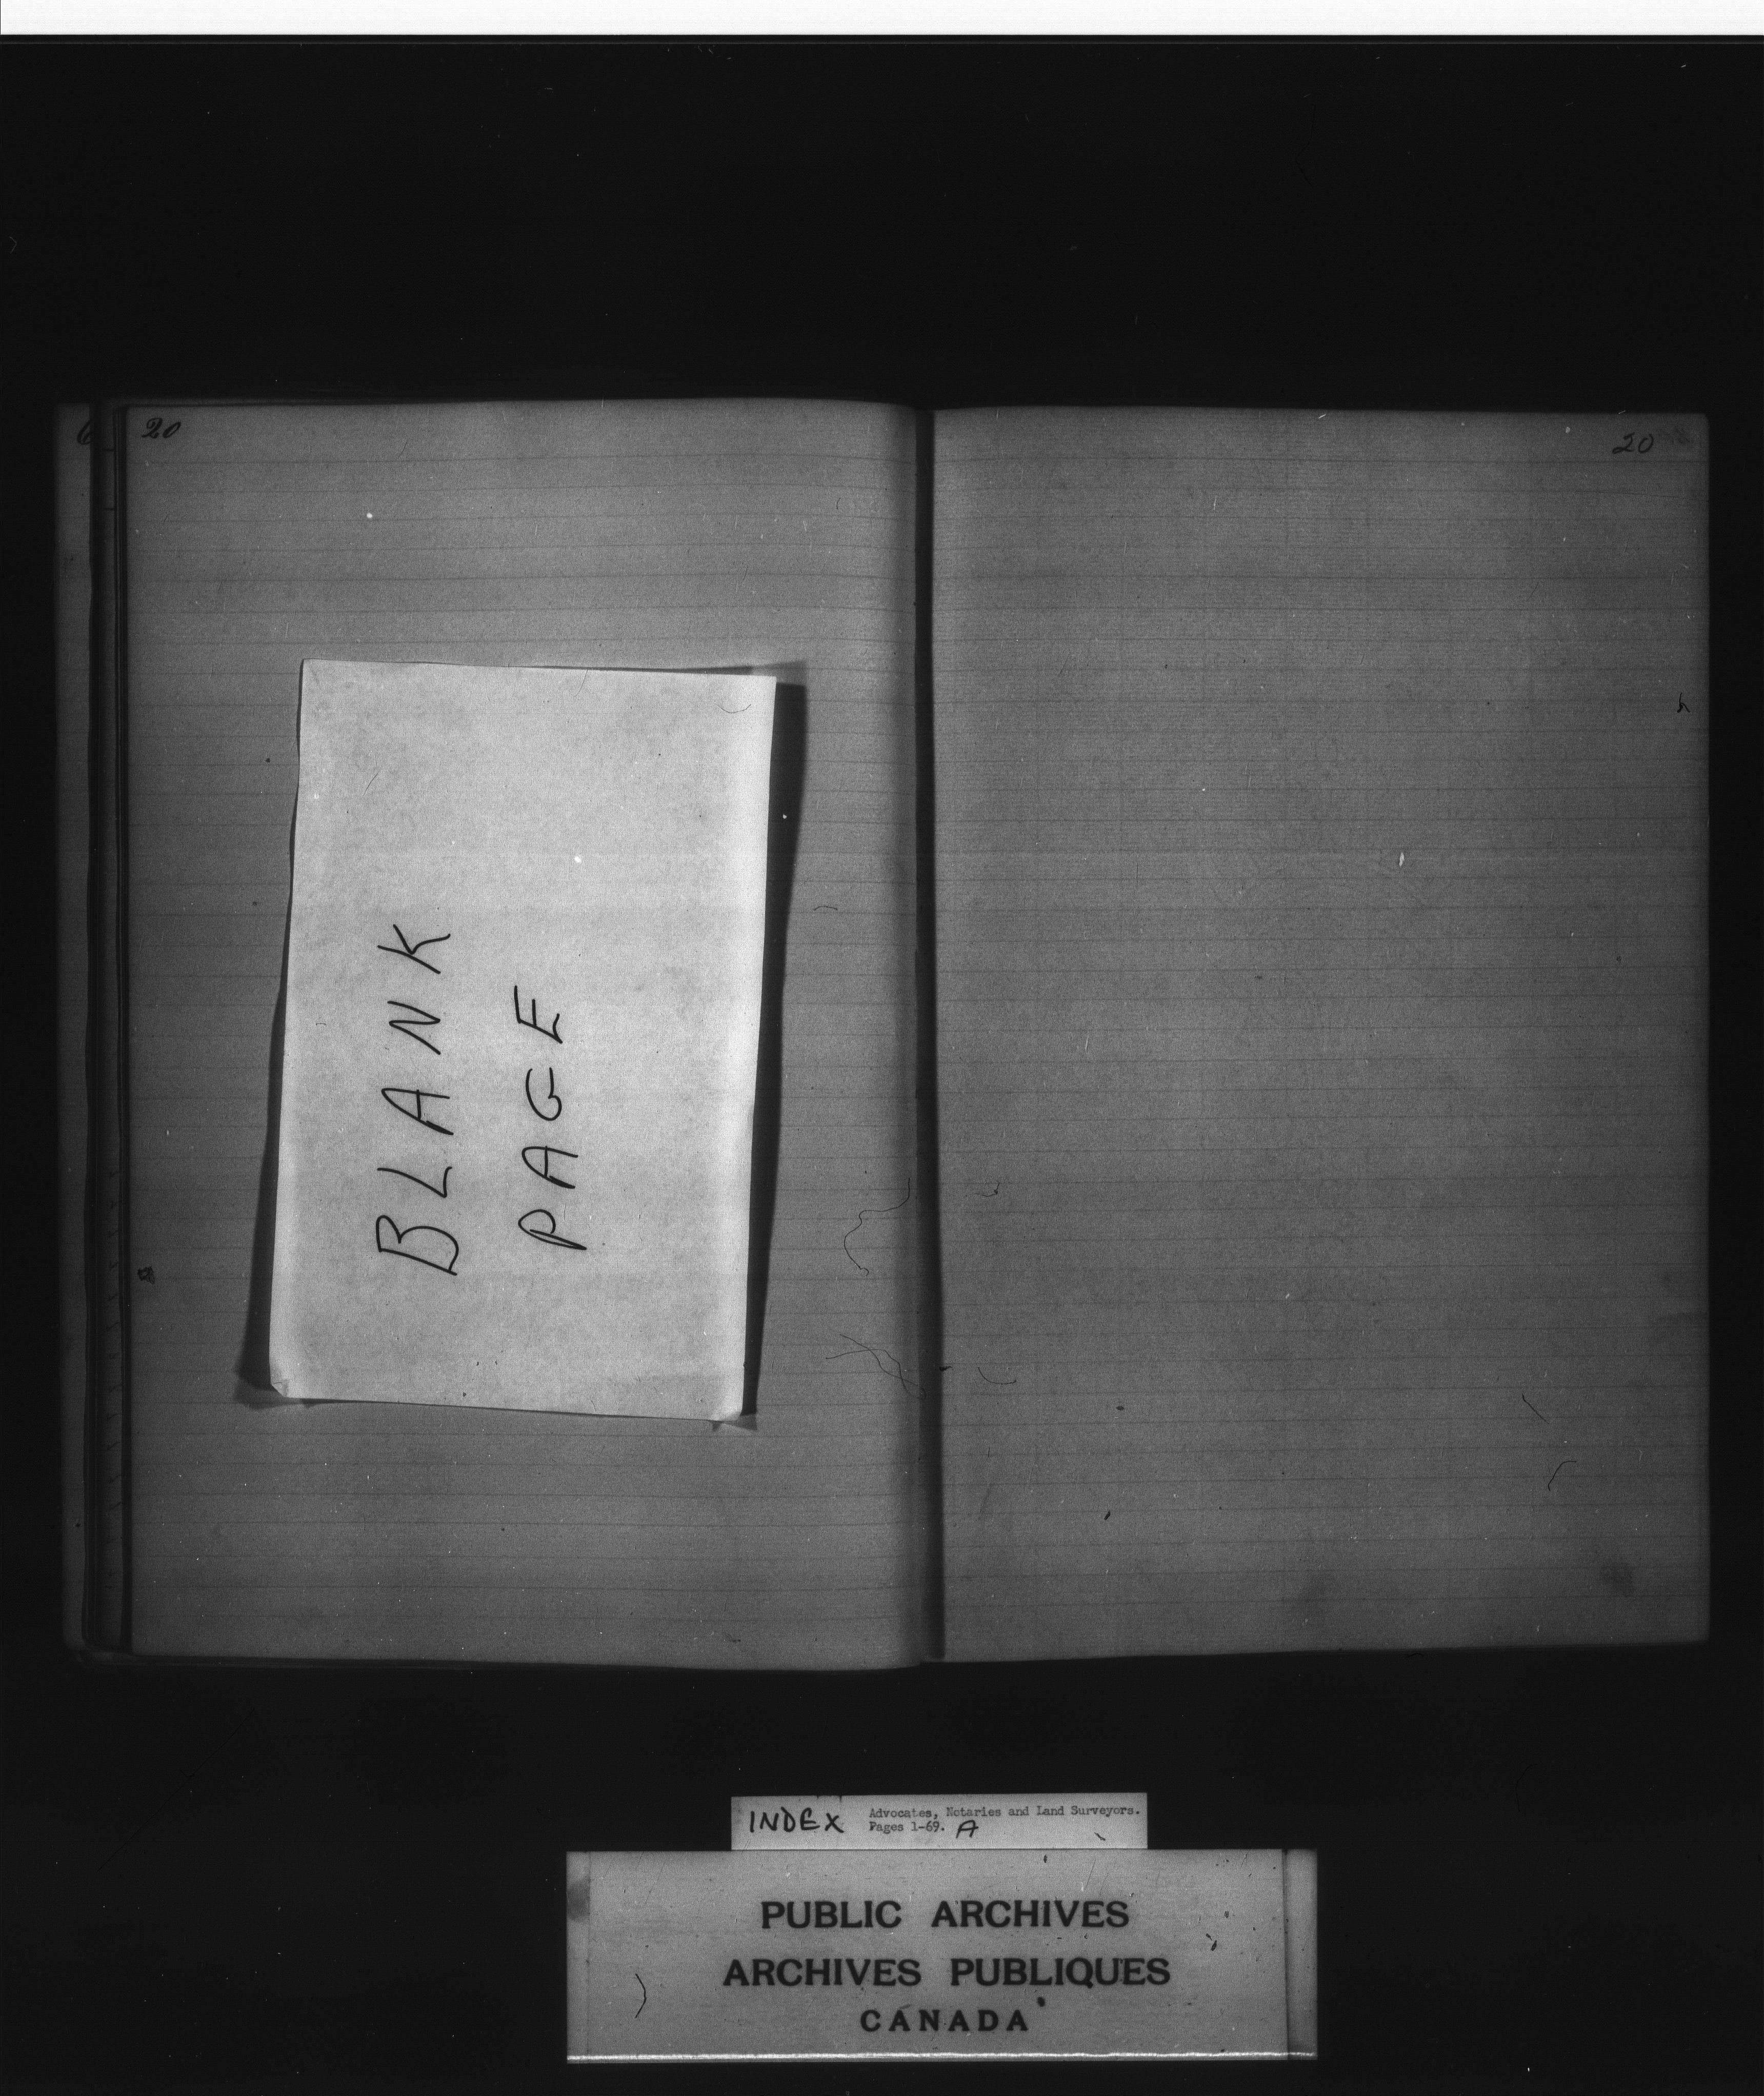 20
20
BLANK
PAGE
INDEX Advocates, Notaries and Land Surveyors.
Pages 1-69. A
PUBLIC ARCHIVES
ARCHIVES PUBLIQUES
CANADA